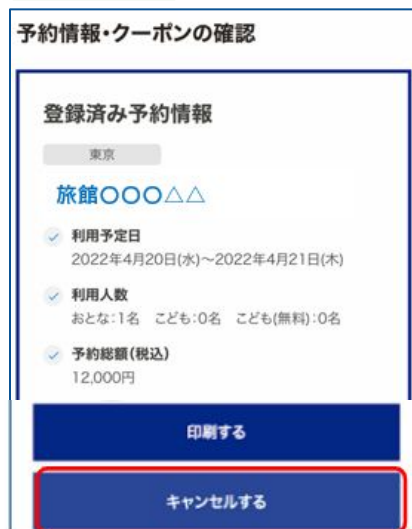 予約情報・クーポンの確認
登録済み予約情報
東京
旅館〇〇〇△△
利用予定日
2022年4月20日(水)～2022年4月21日(木)
利用人数
おとな:1名　こども:0名　こども(無料):0名
予約総額(税込)
12,000円
印刷する
キャンセルする